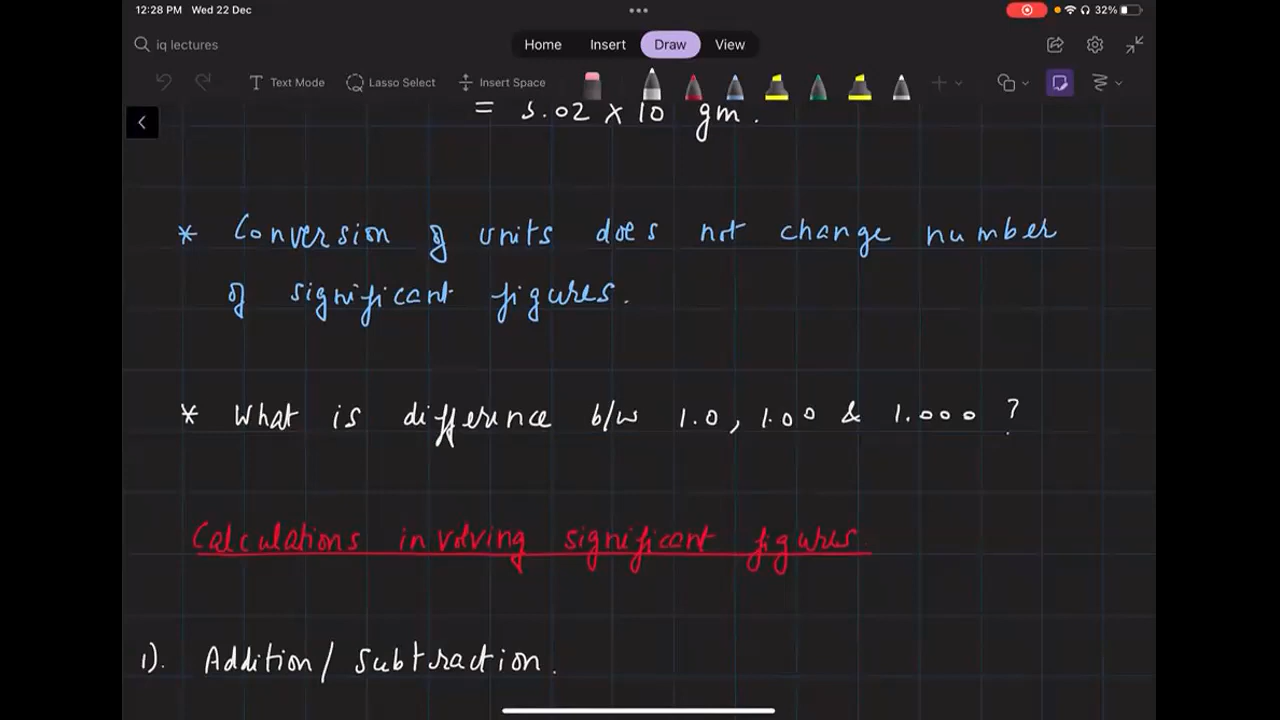 12:28 PM Wed 22 Dec
32%
iq lectures
Home Insert Draw View
Text Mode Lasso Select Insert Space
= 5.02 x 10 gm.
* Conversion of units does not change number
of significant figures.
* What is difference b/w 1.0, 1.00 & 1.000 ?
Calculations involving significant figures
1). Addition/ Subtraction.